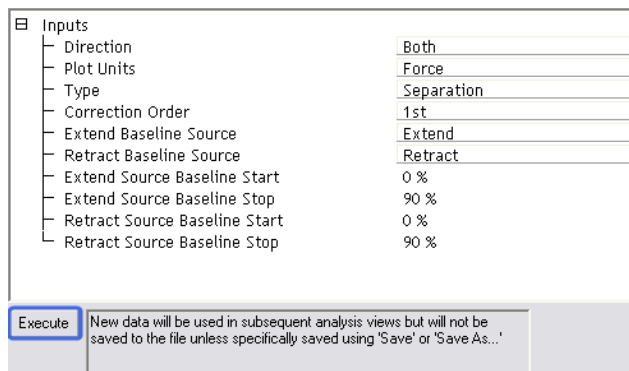 Inputs
Direction Both
Plot Units Force
Type Separation
Correction Order 1st
Extend Baseline Source Extend
Retract Baseline Source Retract
Extend Source Baseline Start 0 %
Extend Source Baseline Stop 90 %
Retract Source Baseline Start 0 %
Retract Source Baseline Stop 90 %
Execute New data will be used in subsequent analysis views but will not be
saved to the file unless specifically saved using 'Save' or 'Save As...'